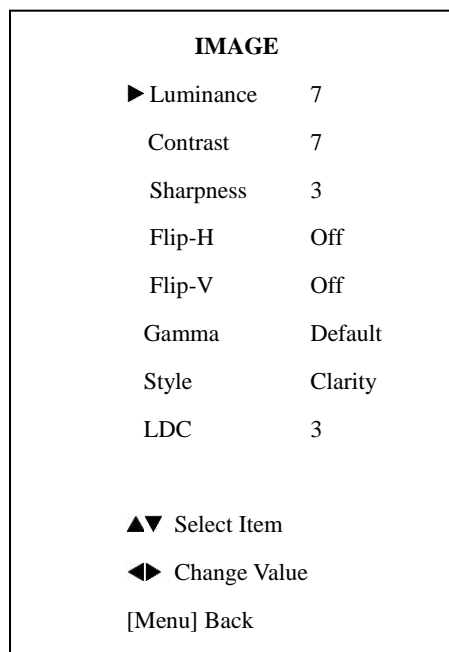 IMAGE
▶ Luminance 7
Contrast 7
Sharpness 3
Flip-H Off
Flip-V Off
Gamma Default
Style Clarity
LDC 3
▲▼ Select Item
◀▶ Change Value
[Menu] Back